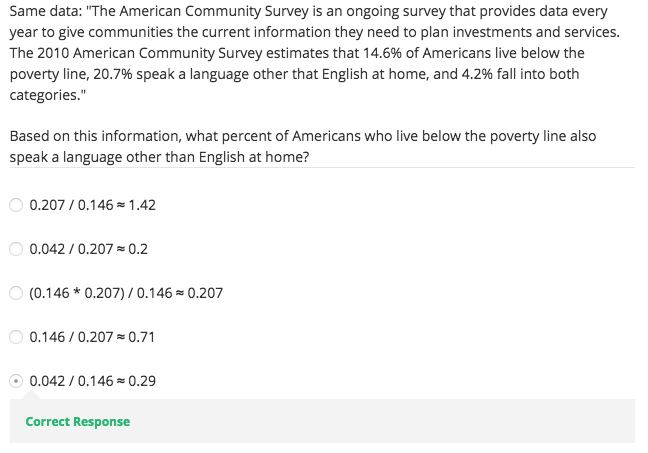 Same data: "The American Community Survey is an ongoing survey that provides data every
year to give communities the current information they need to plan investments and services.
The 2010 American Community Survey estimates that 14.6% of Americans live below the
poverty line, 20.7% speak a language other that English at home, and 4.2% fall into both
categories."
Based on this information, what percent of Americans who live below the poverty line also
speak a language other than English at home?
0.207 / 0.146 ≈ 1.42
0.042 / 0.207 ≈ 0.2
(0.146 * 0.207) / 0.146 ≈ 0.207
0.146 / 0.207 ≈ 0.71
0.042 / 0.146 ≈ 0.29
Correct Response